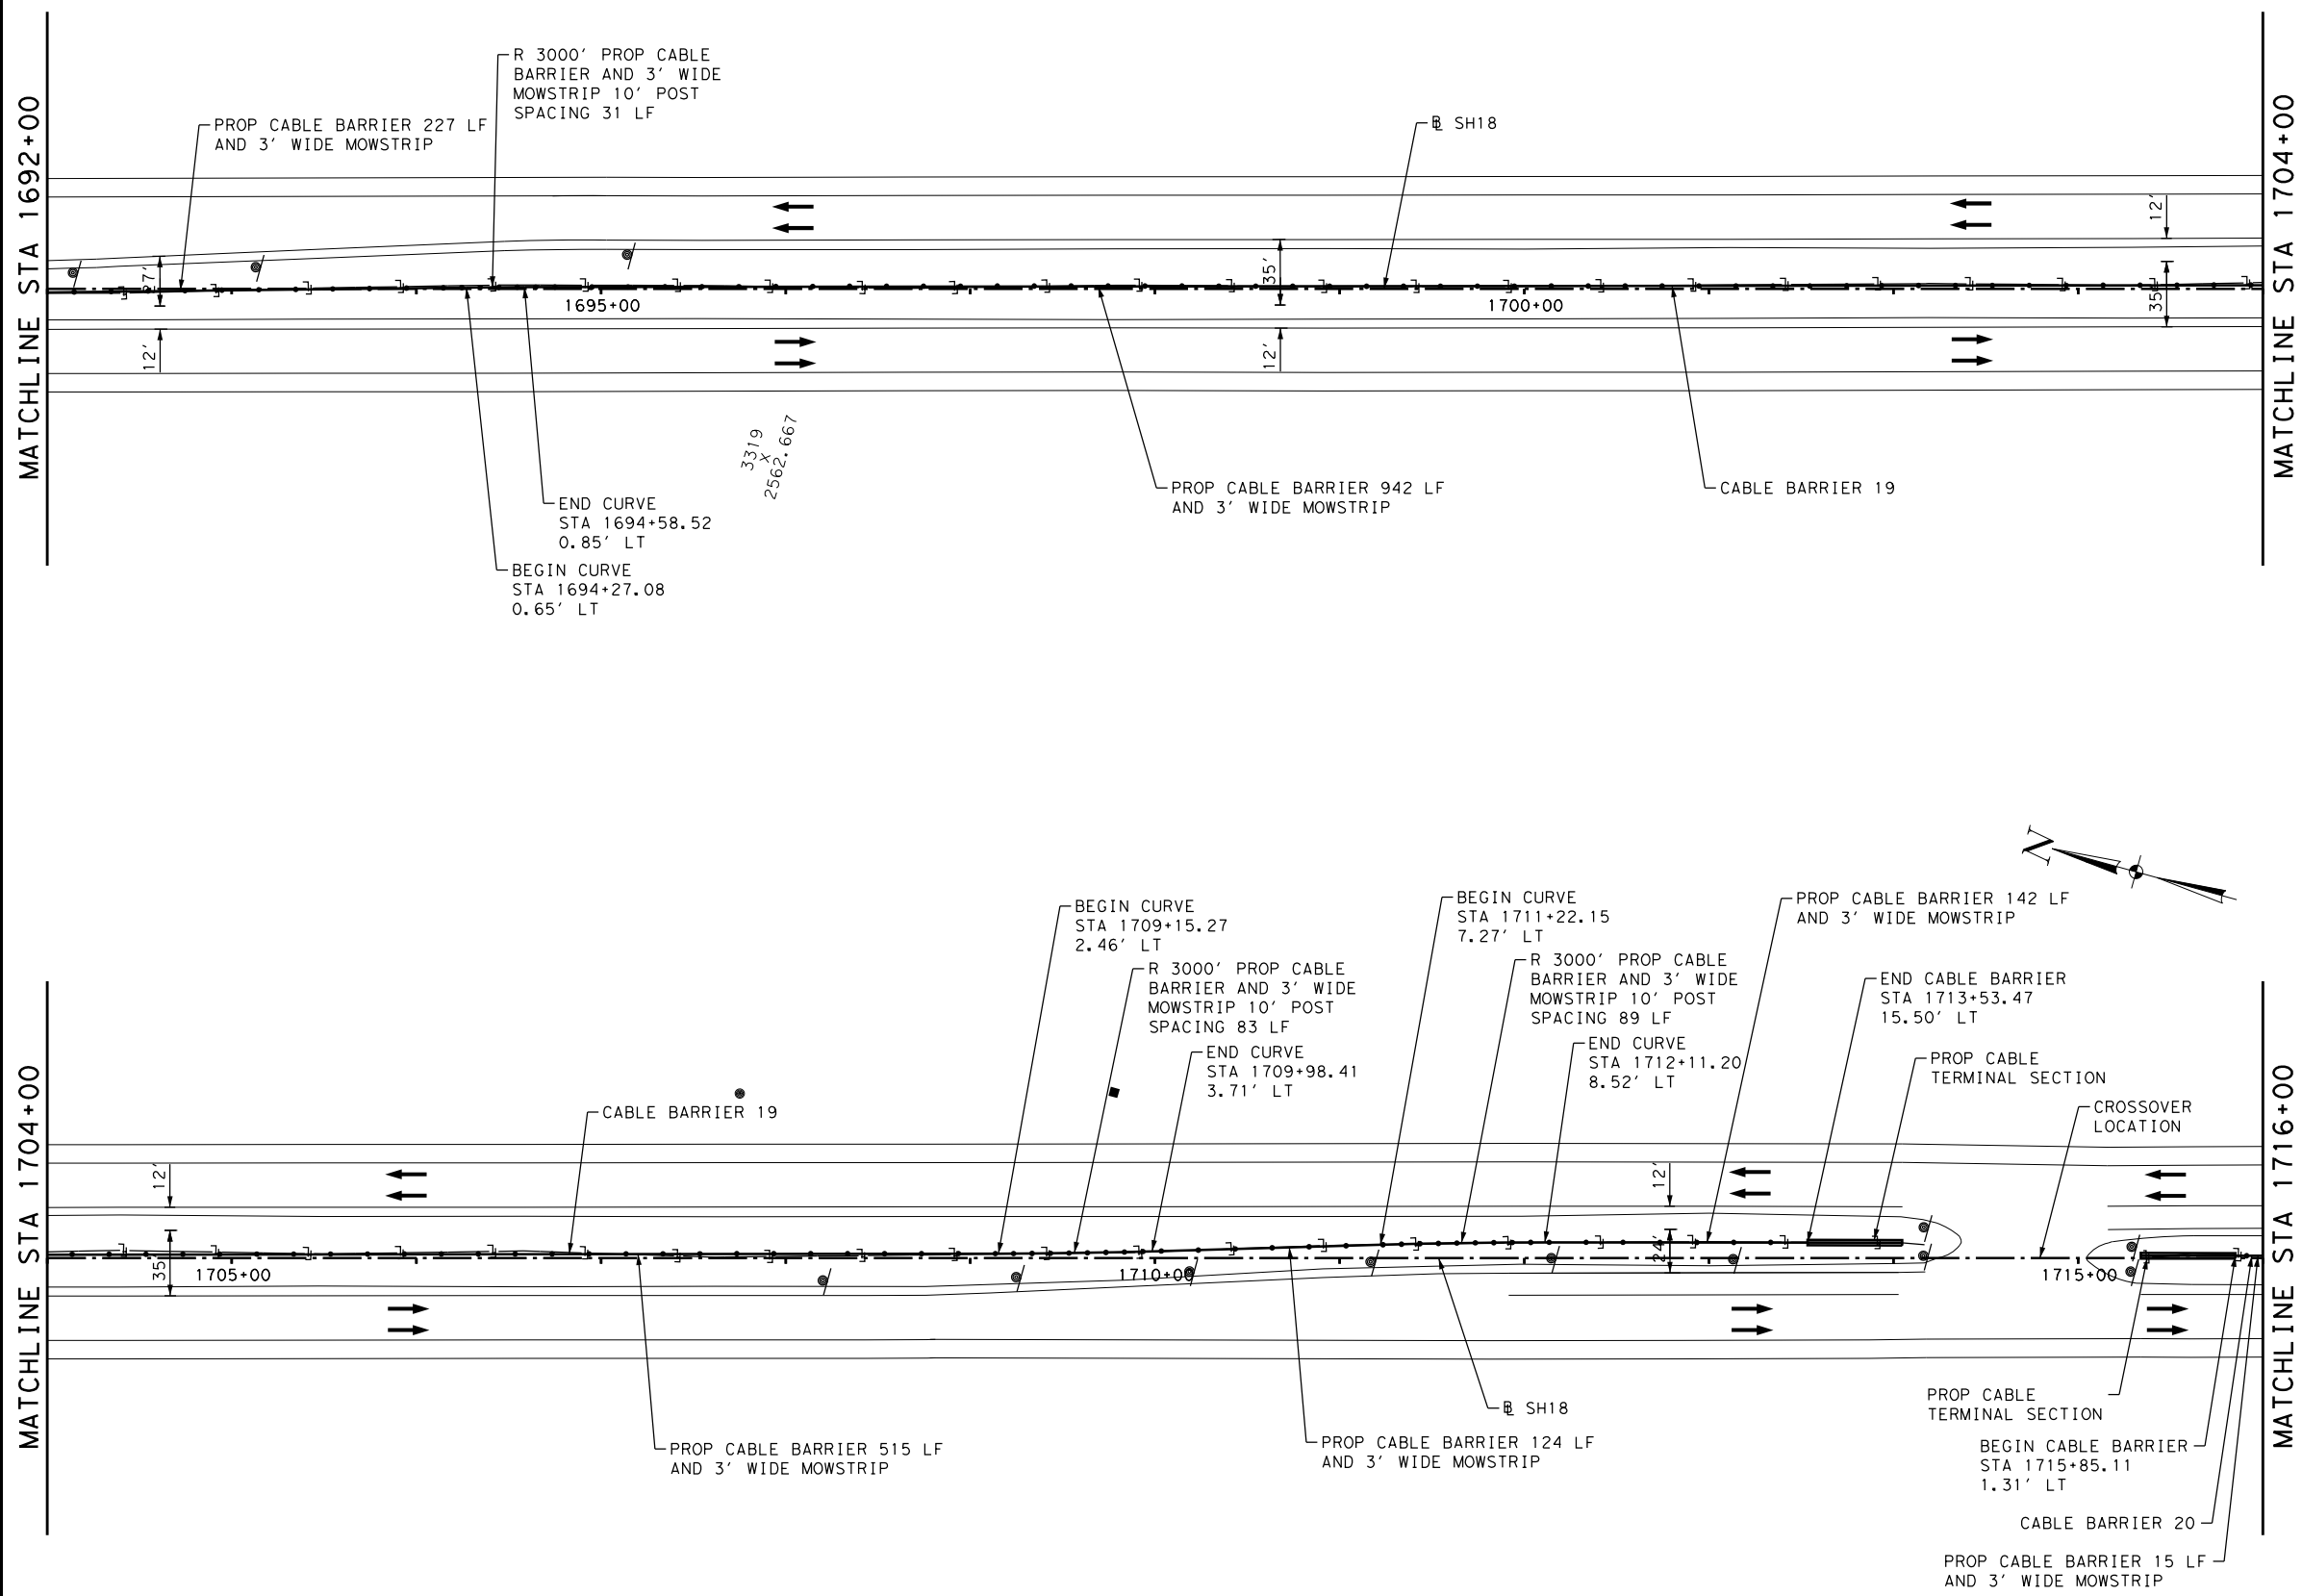 MATCHLINE STA 1692+00
R 3000' PROP CABLE
BARRIER AND 3' WIDE
MOWSTRIP 10' POST
SPACING 31 LF
PROP CABLE BARRIER 227 LF
AND 3' WIDE MOWSTRIP
BL SH18
MATCHLINE STA 1704+00
12'
27'
35'
35'
1695+00
1700+00
12'
12'
3319
X
2562.667
END CURVE
STA 1694+58.52
0.85' LT
BEGIN CURVE
STA 1694+27.08
0.65' LT
PROP CABLE BARRIER 942 LF
AND 3' WIDE MOWSTRIP
CABLE BARRIER 19
N
MATCHLINE STA 1704+00
BEGIN CURVE
STA 1709+15.27
2.46' LT
R 3000' PROP CABLE
BARRIER AND 3' WIDE
MOWSTRIP 10' POST
SPACING 83 LF
END CURVE
STA 1709+98.41
3.71' LT
BEGIN CURVE
STA 1711+22.15
7.27' LT
R 3000' PROP CABLE
BARRIER AND 3' WIDE
MOWSTRIP 10' POST
SPACING 89 LF
END CURVE
STA 1712+11.20
8.52' LT
PROP CABLE BARRIER 142 LF
AND 3' WIDE MOWSTRIP
END CABLE BARRIER
STA 1713+53.47
15.50' LT
PROP CABLE
TERMINAL SECTION
CROSSOVER
LOCATION
MATCHLINE STA 1716+00
CABLE BARRIER 19
12'
12'
35'
24'
1705+00
1710+00
1715+00
PROP CABLE BARRIER 515 LF
AND 3' WIDE MOWSTRIP
BL SH18
PROP CABLE BARRIER 124 LF
AND 3' WIDE MOWSTRIP
PROP CABLE
TERMINAL SECTION
BEGIN CABLE BARRIER
STA 1715+85.11
1.31' LT
CABLE BARRIER 20
PROP CABLE BARRIER 15 LF
AND 3' WIDE MOWSTRIP